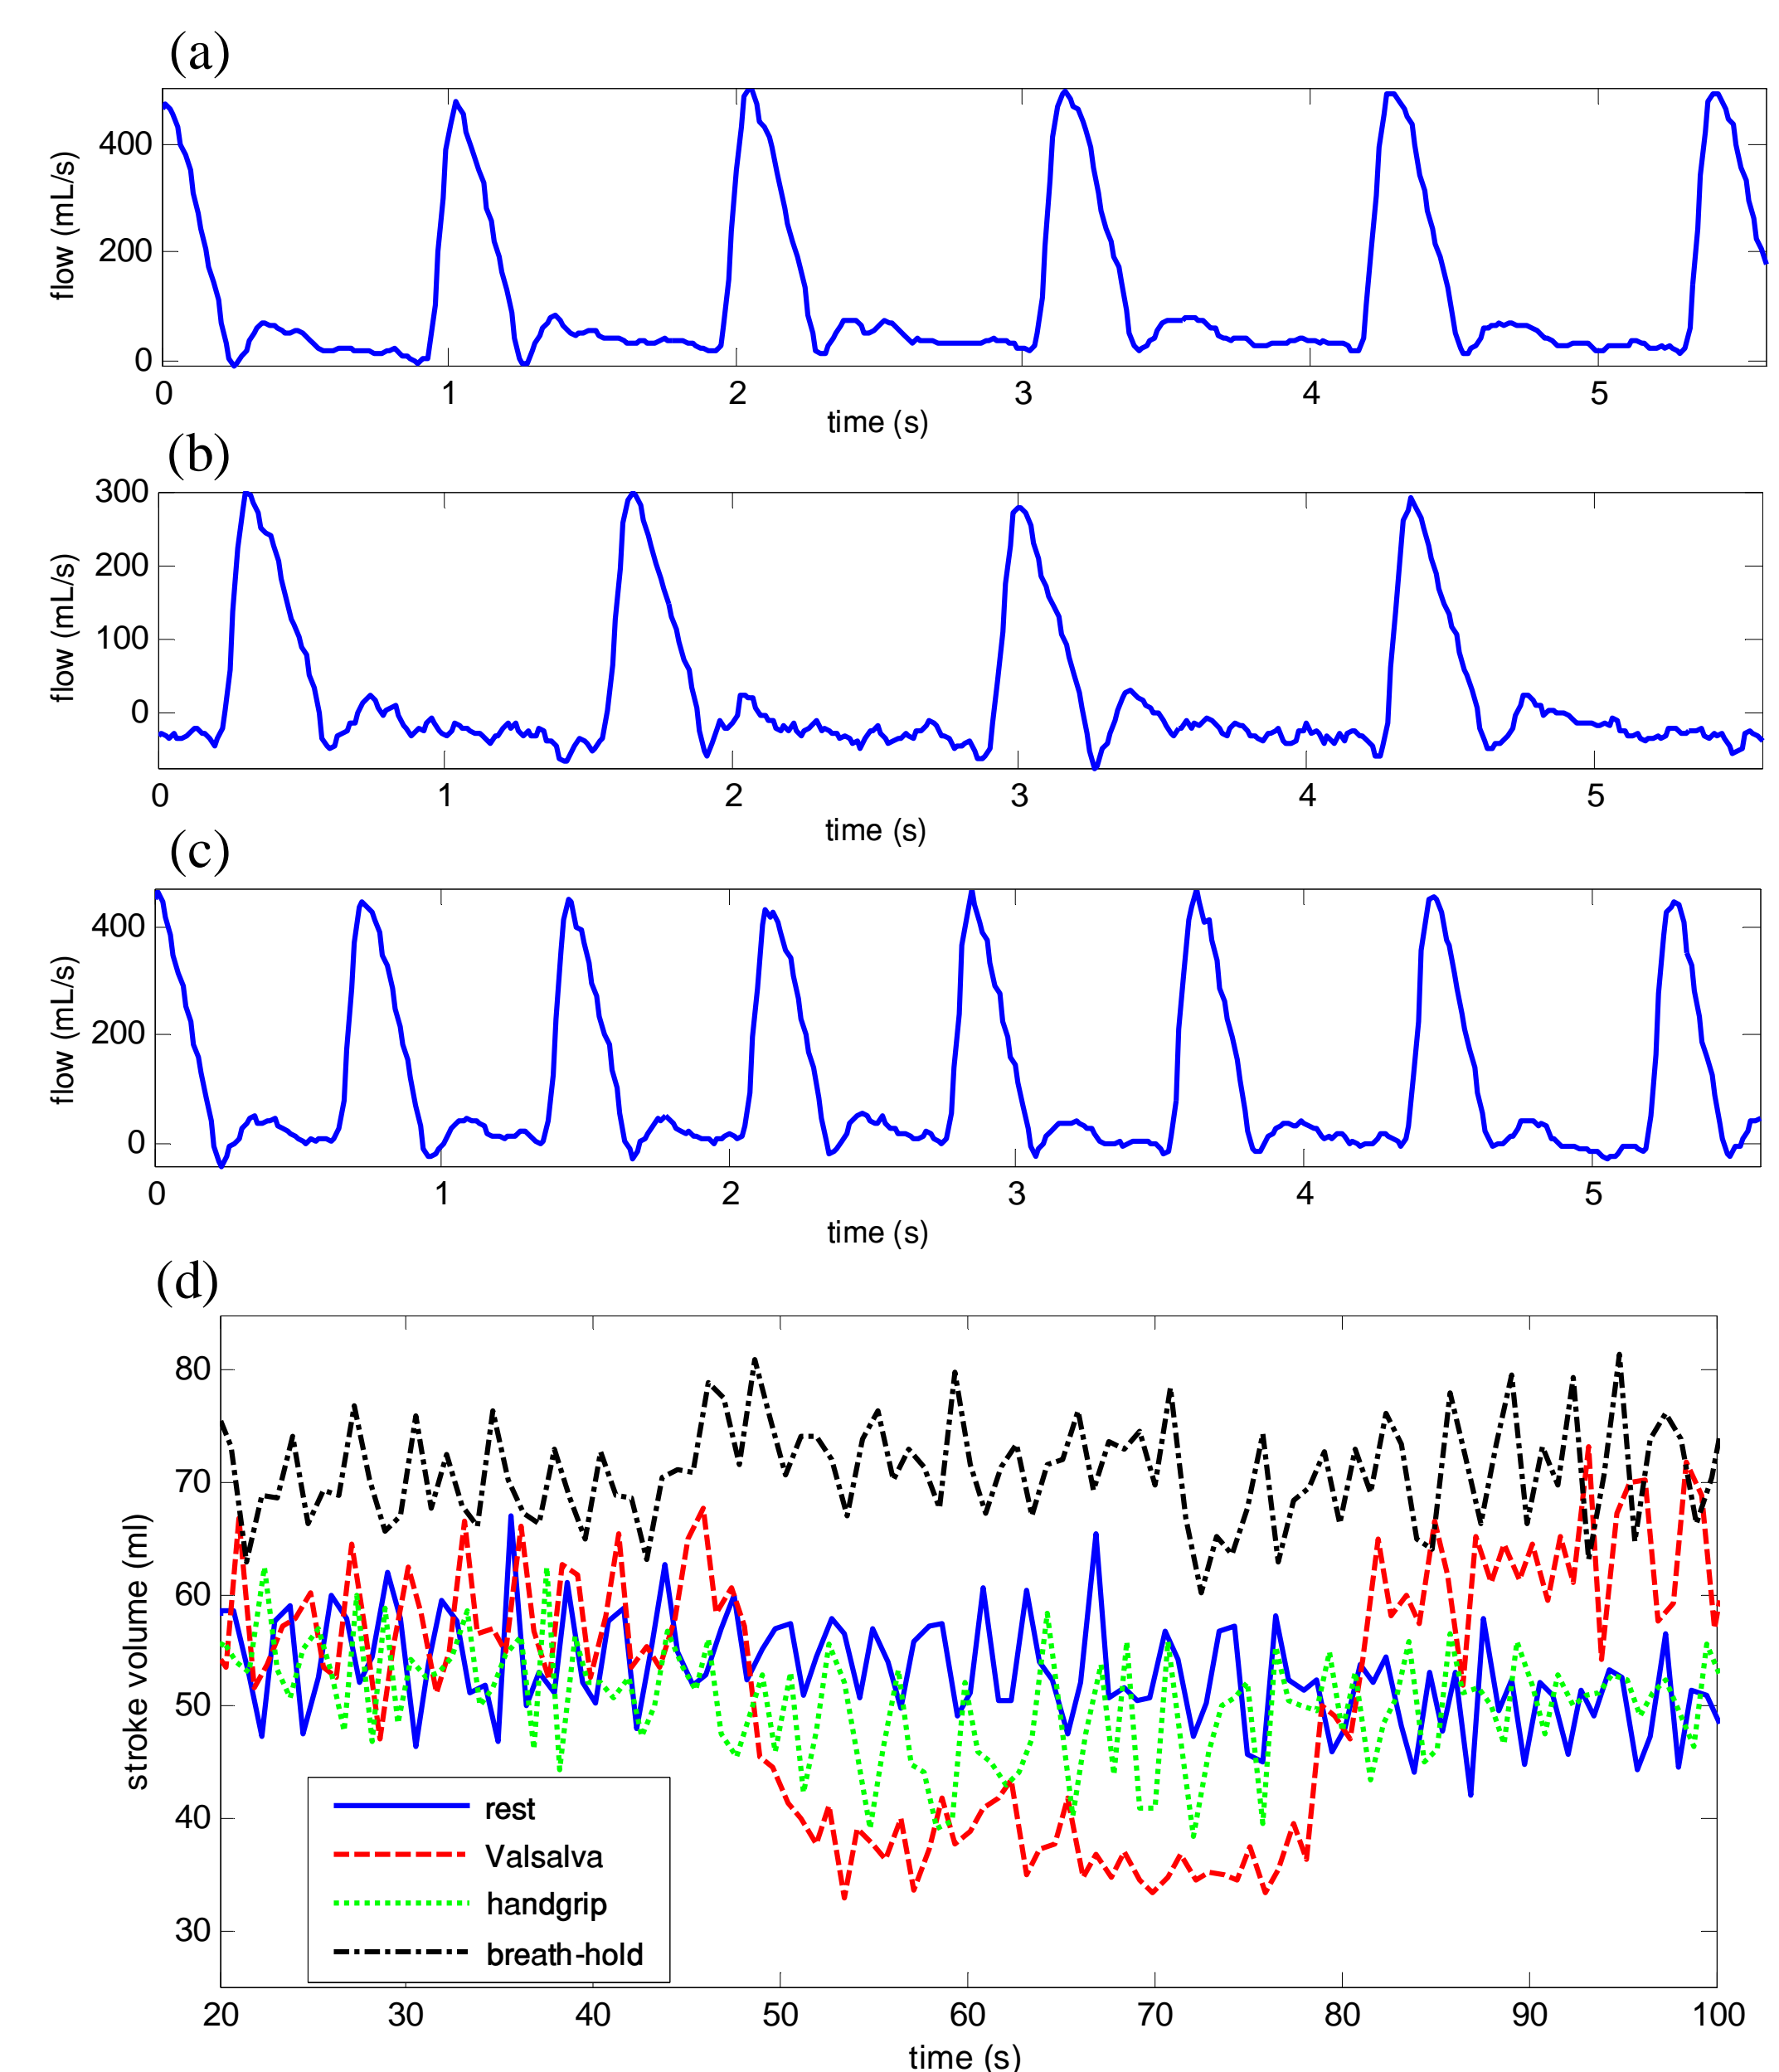 (a)
flow (mL/s)
400
200
0
0 1 2 3 4 5
time (s)
(b)
flow (mL/s)
300
200
100
0
0 1 2 3 4 5
time (s)
(c)
flow (mL/s)
400
200
0
0 1 2 3 4 5
time (s)
(d)
stroke volume (ml)
80
70
60
50
40
30
rest
Valsalva
handgrip
breath-hold
20 30 40 50 60 70 80 90 100
time (s)